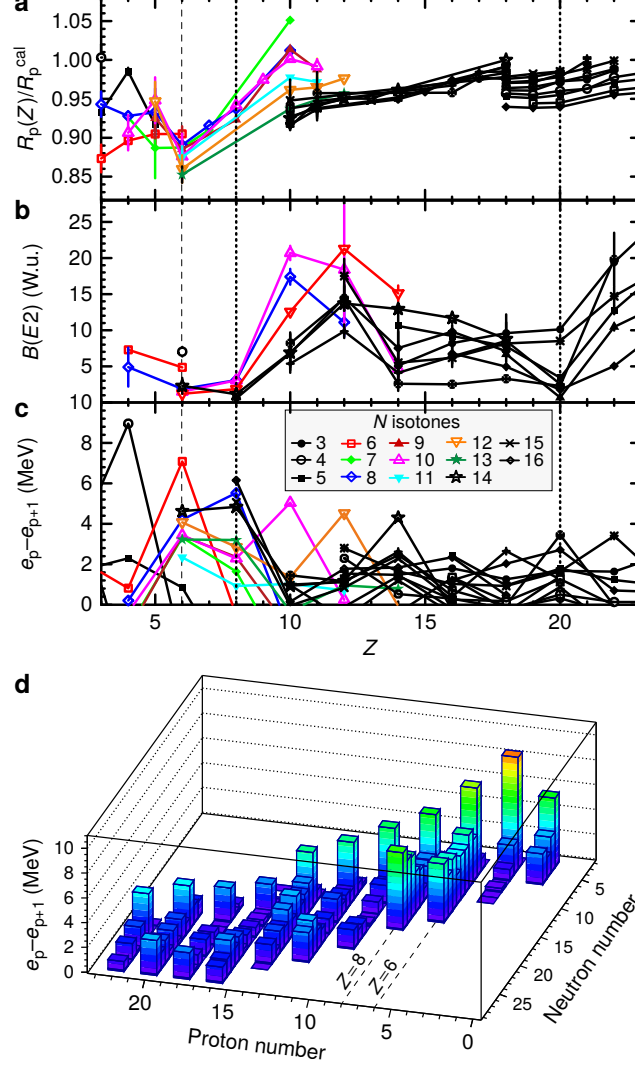 a
1.05
1.00
0.95
0.90
0.85
Rp(Z)/Rp^cal
b
25
20
15
10
5
B(E2) (W.u.)
10
c
8
6
4
2
0
ep–ep+1 (MeV)
N isotones
3 6 9 12 15
4 7 10 13 16
5 8 11 14
5 10 15 20
Z
d
10
8
6
4
2
0
ep–ep+1 (MeV)
Z=8
Z=6
20 15 10 5 0
Proton number
5
10
15
20
25
Neutron number